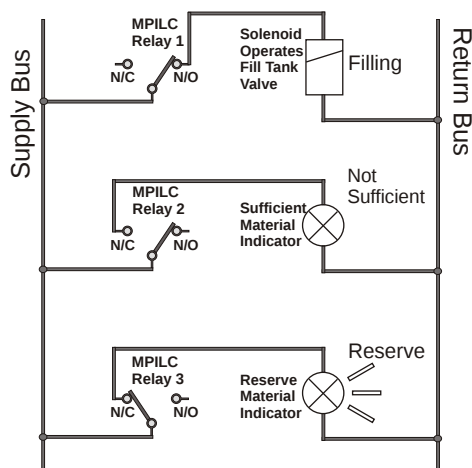 Supply Bus
Return Bus
MPILC
Relay 1
N/C
N/O
Solenoid
Operates
Fill Tank
Valve
Filling
MPILC
Relay 2
N/C
N/O
Sufficient
Material
Indicator
Not
Sufficient
MPILC
Relay 3
N/C
N/O
Reserve
Material
Indicator
Reserve